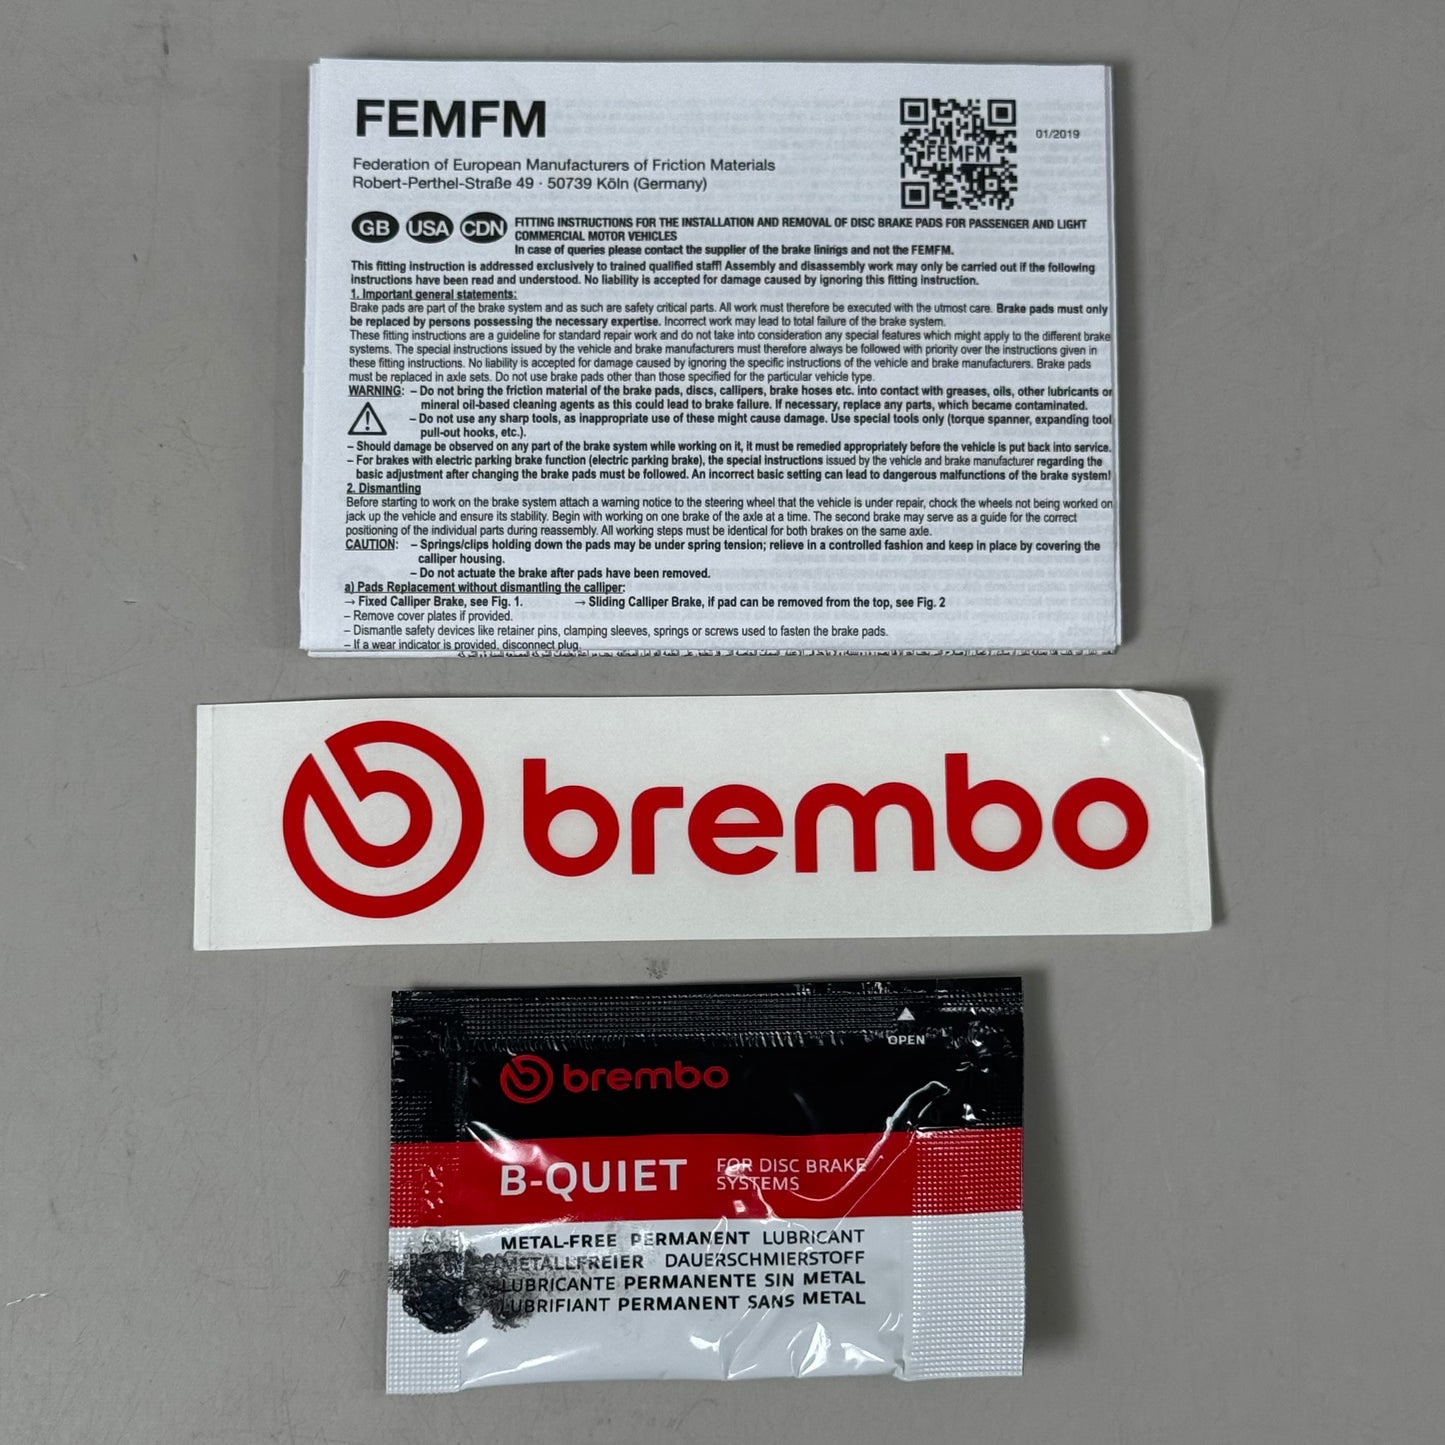 FEMFM
01/2019
FEMFM
Federation of European Manufacturers of Friction Materials
Robert-Perthel-Straße 49 · 50739 Köln (Germany)
GB USA CDN FITTING INSTRUCTIONS FOR THE INSTALLATION AND REMOVAL OF DISC BRAKE PADS FOR PASSENGER AND LIGHT
COMMERCIAL MOTOR VEHICLES
In case of queries please contact the supplier of the brake linings and not the FEMFM.
This fitting instruction is addressed exclusively to trained qualified staff! Assembly and disassembly work may only be carried out if the following
instructions have been read and understood. No liability is accepted for damage caused by ignoring this fitting instruction.
1. Important general statements:
Brake pads are part of the brake system and as such are safety critical parts. All work must therefore be executed with the utmost care. Brake pads must only
be replaced by persons possessing the necessary expertise. Incorrect work may lead to total failure of the brake system.
These fitting instructions are a guideline for standard repair work and do not take into consideration any special features which might apply to the different brake
systems. The special instructions issued by the vehicle and brake manufacturers must therefore always be followed with priority over the instructions given in
these fitting instructions. No liability is accepted for damage caused by ignoring the specific instructions of the vehicle and brake manufacturers. Brake pads
must be replaced in axle sets. Do not use brake pads other than those specified for the particular vehicle type.
WARNING: – Do not bring the friction material of the brake pads, discs, callipers, brake hoses etc. into contact with greases, oils, other lubricants or
mineral oil-based cleaning agents as this could lead to brake failure. If necessary, replace any parts, which became contaminated.
– Do not use any sharp tools, as inappropriate use of these might cause damage. Use special tools only (torque spanner, expanding tool
pull-out hooks, etc.).
– Should damage be observed on any part of the brake system while working on it, it must be remedied appropriately before the vehicle is put back into service.
– For brakes with electric parking brake function (electric parking brake), the special instructions issued by the vehicle and brake manufacturer regarding the
basic adjustment after changing the brake pads must be followed. An incorrect basic setting can lead to dangerous malfunctions of the brake system!
2. Dismantling
Before starting to work on the brake system attach a warning notice to the steering wheel that the vehicle is under repair, chock the wheels not being worked on
jack up the vehicle and ensure its stability. Begin with working on one brake of the axle at a time. The second brake may serve as a guide for the correct
positioning of the individual parts during reassembly. All working steps must be identical for both brakes on the same axle.
CAUTION: – Springs/clips holding down the pads may be under spring tension; relieve in a controlled fashion and keep in place by covering the
calliper housing.
– Do not actuate the brake after pads have been removed.
a) Pads Replacement without dismantling the calliper:
→ Fixed Calliper Brake, see Fig. 1. → Sliding Calliper Brake, if pad can be removed from the top, see Fig. 2
– Remove cover plates if provided.
– Dismantle safety devices like retainer pins, clamping sleeves, springs or screws used to fasten the brake pads.
– If a wear indicator is provided, disconnect plug.
brembo
OPEN
brembo
B-QUIET FOR DISC BRAKE
SYSTEMS
METAL-FREE PERMANENT LUBRICANT
METALLFREIER DAUERSCHMIERSTOFF
LUBRICANTE PERMANENTE SIN METAL
LUBRIFIANT PERMANENT SANS METAL